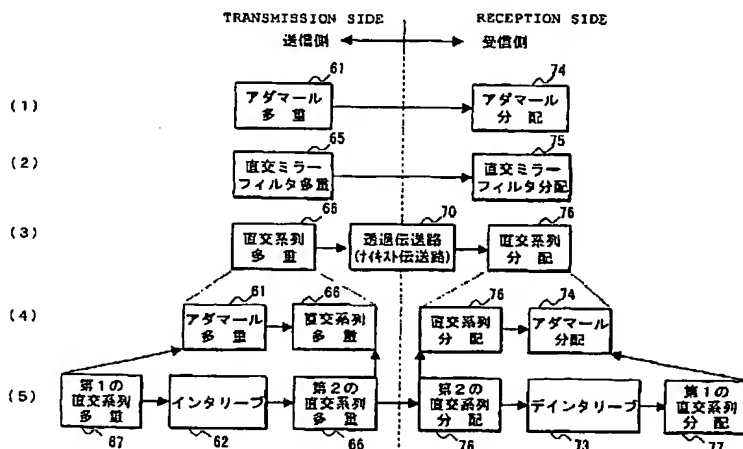 TRANSMISSION SIDE
RECEPTION SIDE
送信側
受信側
(1)
61
アダマール
多 重
74
アダマール
分 配
(2)
65
直交ミラー
フィルタ多重
75
直交ミラー
フィルタ分配
(3)
66
直交系列
多 重
70
透過伝送路
(ナイキスト伝送路)
76
直交系列
分 配
(4)
61
アダマール
多 重
66
直交系列
多 重
76
直交系列
分 配
74
アダマール
分配
(5)
第1の
直交系列
多 重
67
インタリーブ
62
第2の
直交系列
多 重
66
第2の
直交系列
分 配
76
デインタリーブ
73
第1の
直交系列
分 配
77